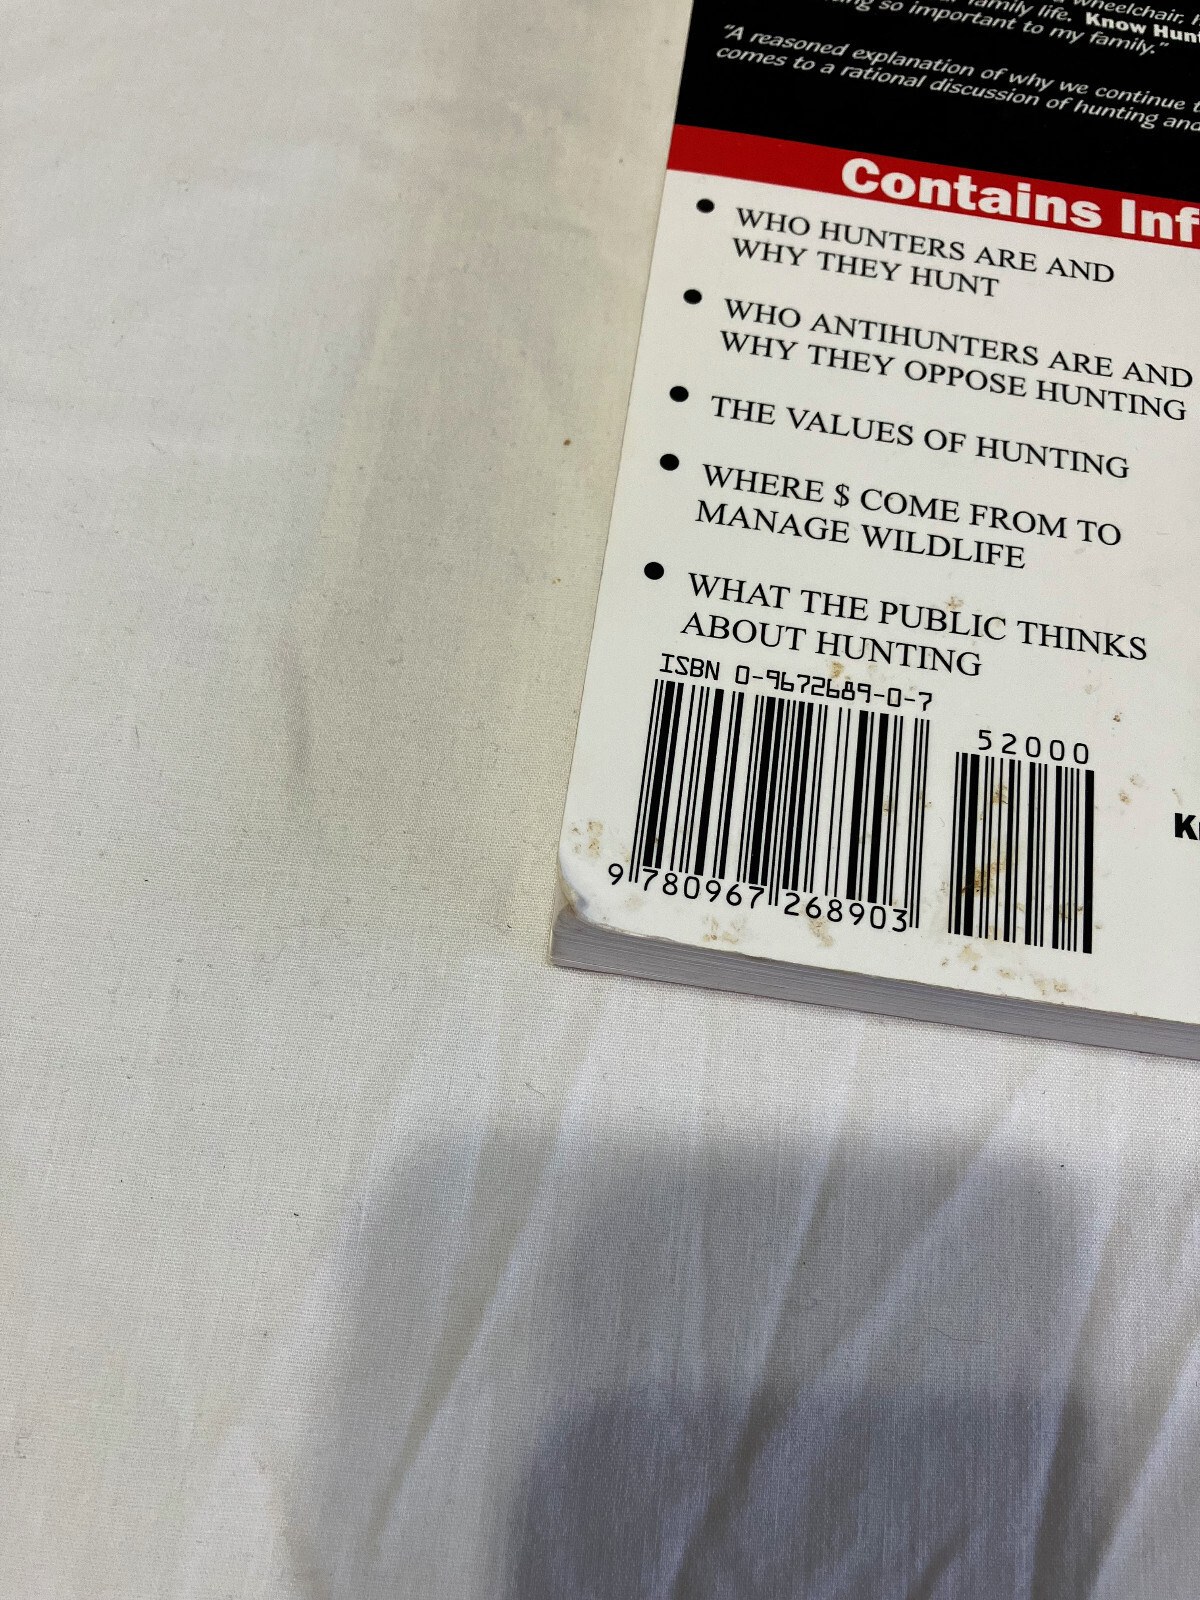 wheelchair,
family life. Know Hunt
so important to my family."
"A reasoned explanation of why we continue t
comes to a rational discussion of hunting and
Contains Inf
• WHO HUNTERS ARE AND
WHY THEY HUNT
• WHO ANTIHUNTERS ARE AND
WHY THEY OPPOSE HUNTING
• THE VALUES OF HUNTING
• WHERE $ COME FROM TO
MANAGE WILDLIFE
• WHAT THE PUBLIC THINKS
ABOUT HUNTING
ISBN 0-9672689-0-7
52000
9 780967 268903